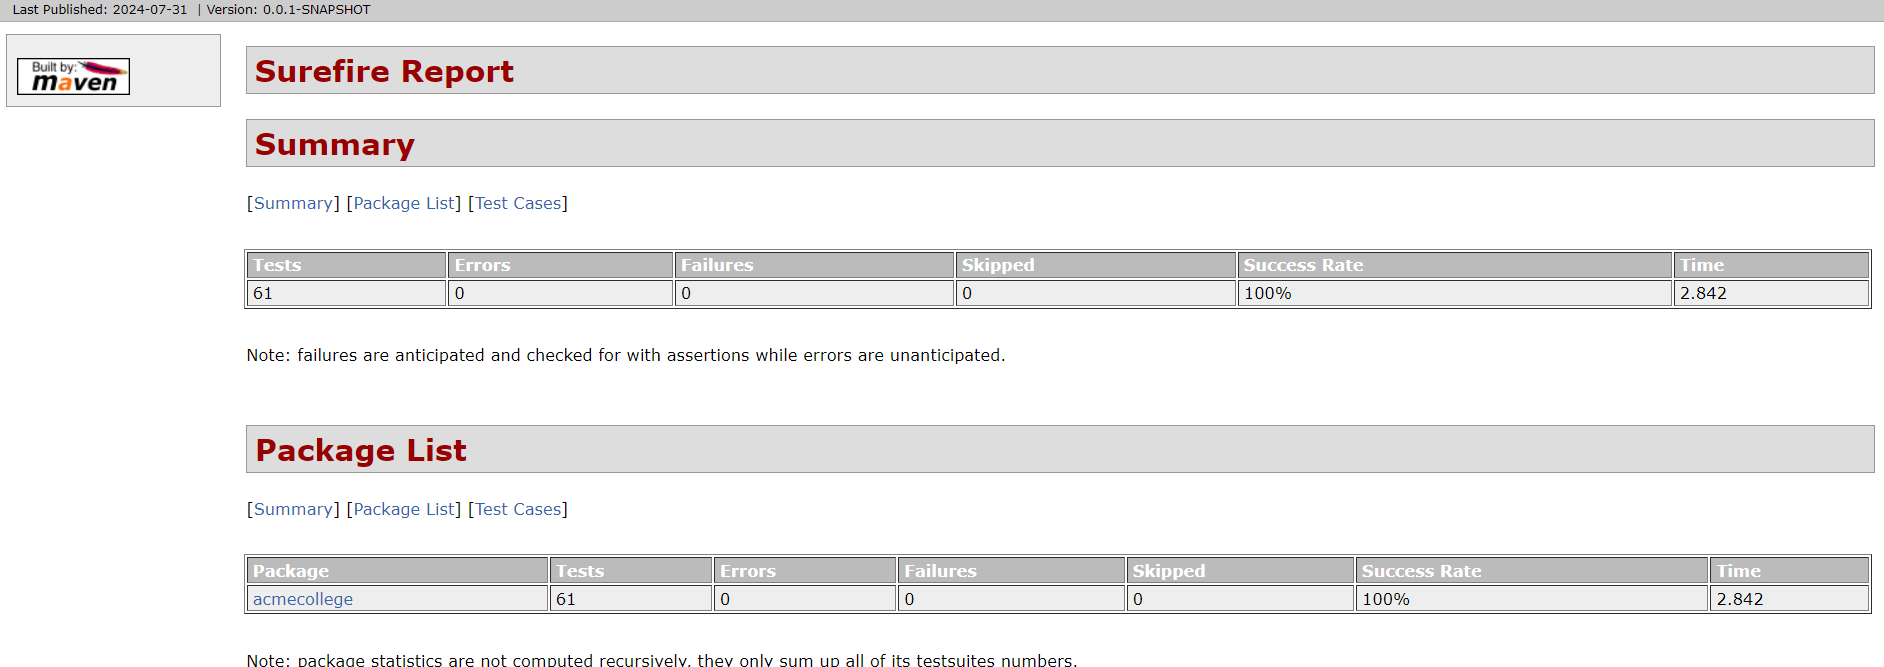 Last Published: 2024-07-31 | Version: 0.0.1-SNAPSHOT
Built by:
maven
Surefire Report
Summary
[Summary] [Package List] [Test Cases]
Tests Errors Failures Skipped Success Rate Time
61 0 0 0 100% 2.842
Note: failures are anticipated and checked for with assertions while errors are unanticipated.
Package List
[Summary] [Package List] [Test Cases]
Package Tests Errors Failures Skipped Success Rate Time
acmecollege 61 0 0 0 100% 2.842
Note: package statistics are not computed recursively, they only sum up all of its testsuites numbers.